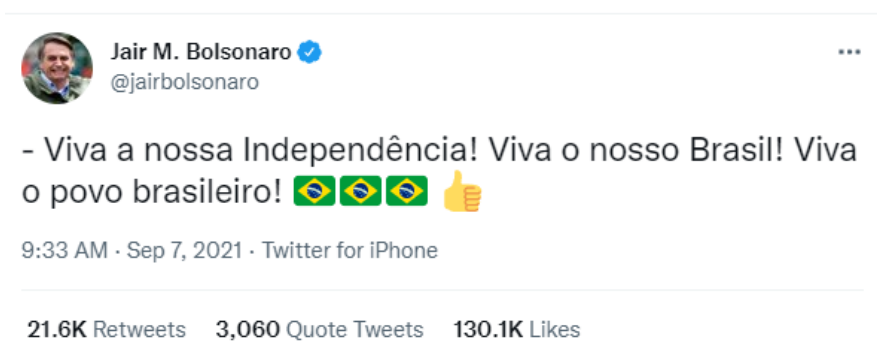 Jair M. Bolsonaro
@jairbolsonaro
- Viva a nossa Independência! Viva o nosso Brasil! Viva
o povo brasileiro! 🇧🇷🇧🇷🇧🇷 👍
9:33 AM · Sep 7, 2021 · Twitter for iPhone
21.6K Retweets 3,060 Quote Tweets 130.1K Likes